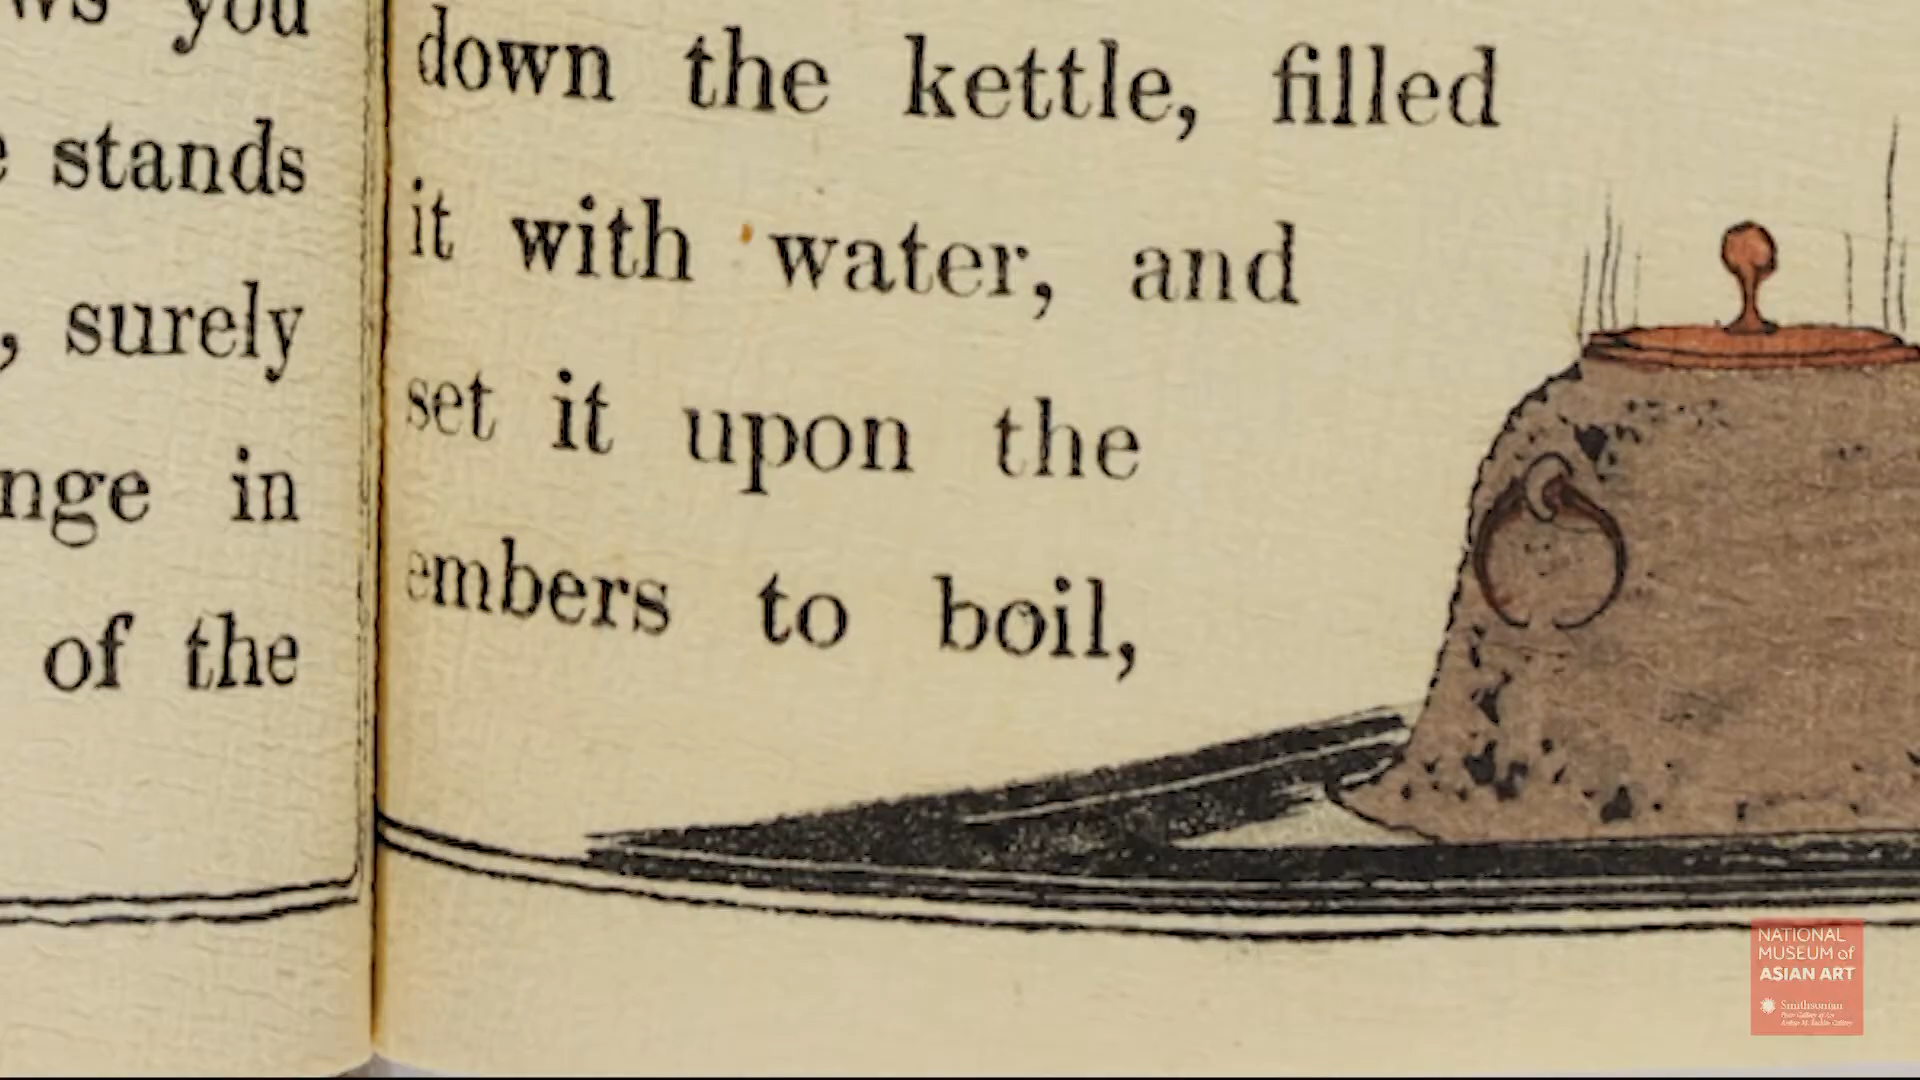 you
stands
, surely
in
of the
down the kettle, filled
it with water, and
set it upon the
embers to boil,
NATIONAL
MUSEUM of
ASIAN ART
Smithsonian